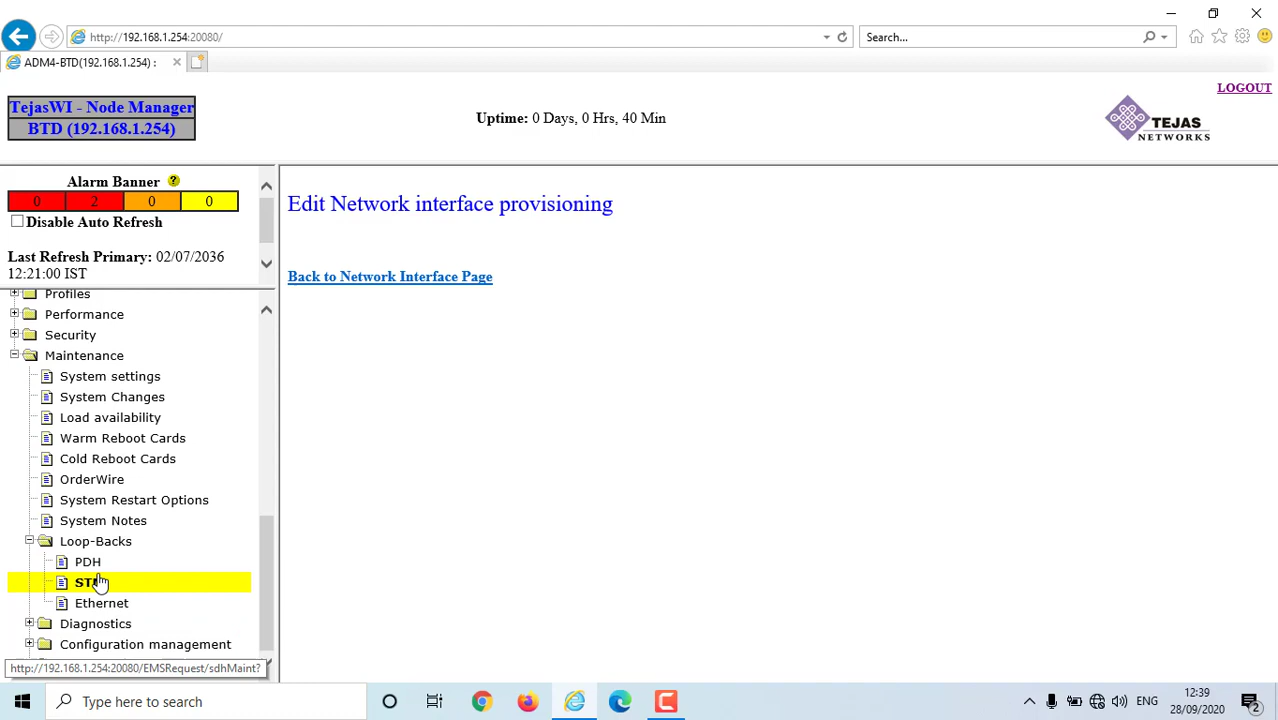 http://192.168.1.254:20080/
Search...
ADM4-BTD(192.168.1.254) :
LOGOUT
TejasWI - Node Manager
BTD (192.168.1.254)
Uptime: 0 Days, 0 Hrs, 40 Min
TEJAS
NETWORKS
Alarm Banner ?
0 2 0 0
Disable Auto Refresh
Last Refresh Primary: 02/07/2036
12:21:00 IST
Edit Network interface provisioning
Back to Network Interface Page
Profiles
Performance
Security
Maintenance
System settings
System Changes
Load availability
Warm Reboot Cards
Cold Reboot Cards
OrderWire
System Restart Options
System Notes
Loop-Backs
PDH
Ethernet
Diagnostics
Configuration management
http://192.168.1.254:20080/EMSRequest/sdhMaint?
Type here to search
ENG
12:39
28/09/2020
2